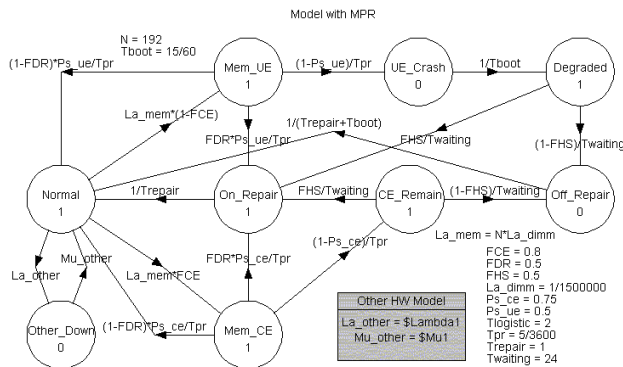 Model with MPR
N = 192
Tboot = 15/60
(1-FDR)*Ps_ue/Tpr
Mem_UE
1
(1-Ps_ue)/Tpr
UE_Crash
0
1/Tboot
Degraded
1
La_mem*(1-FCE)
1/(Trepair+Tboot)
FDR*Ps_ue/Tpr
FHS/Twaiting
(1-FHS)/Twaiting
Normal
1
1/Trepair
On_Repair
1
FHS/Twaiting
CE_Remain
1
(1-FHS)/Twaiting
Off_Repair
0
La_other
Mu_other
La_mem*FCE
FDR*Ps_ce/Tpr
(1-Ps_ce)/Tpr
Other_Down
0
(1-FDR)*Ps_ce/Tpr
Mem_CE
1
Other HW Model
La_other = $Lambda1
Mu_other = $Mu1
La_mem = N*La_dimm
FCE = 0.8
FDR = 0.5
FHS = 0.5
La_dimm = 1/1500000
Ps_ce = 0.75
Ps_ue = 0.5
Tlogistic = 2
Tpr = 5/3600
Trepair = 1
Twaiting = 24